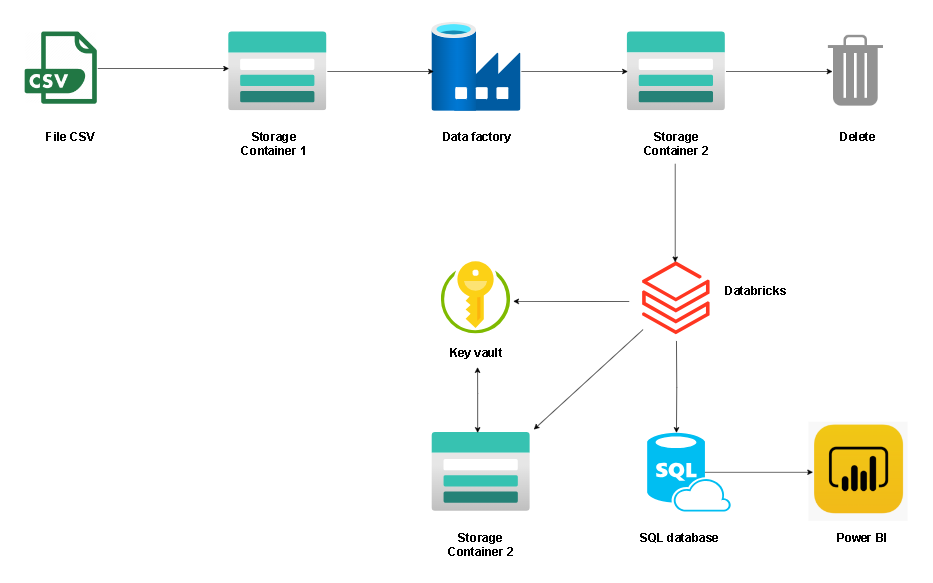 CSV
File CSV
Storage
Container 1
Data factory
Storage
Container 2
Delete
Databricks
Key vault
SQL
Storage
Container 2
SQL database
Power BI